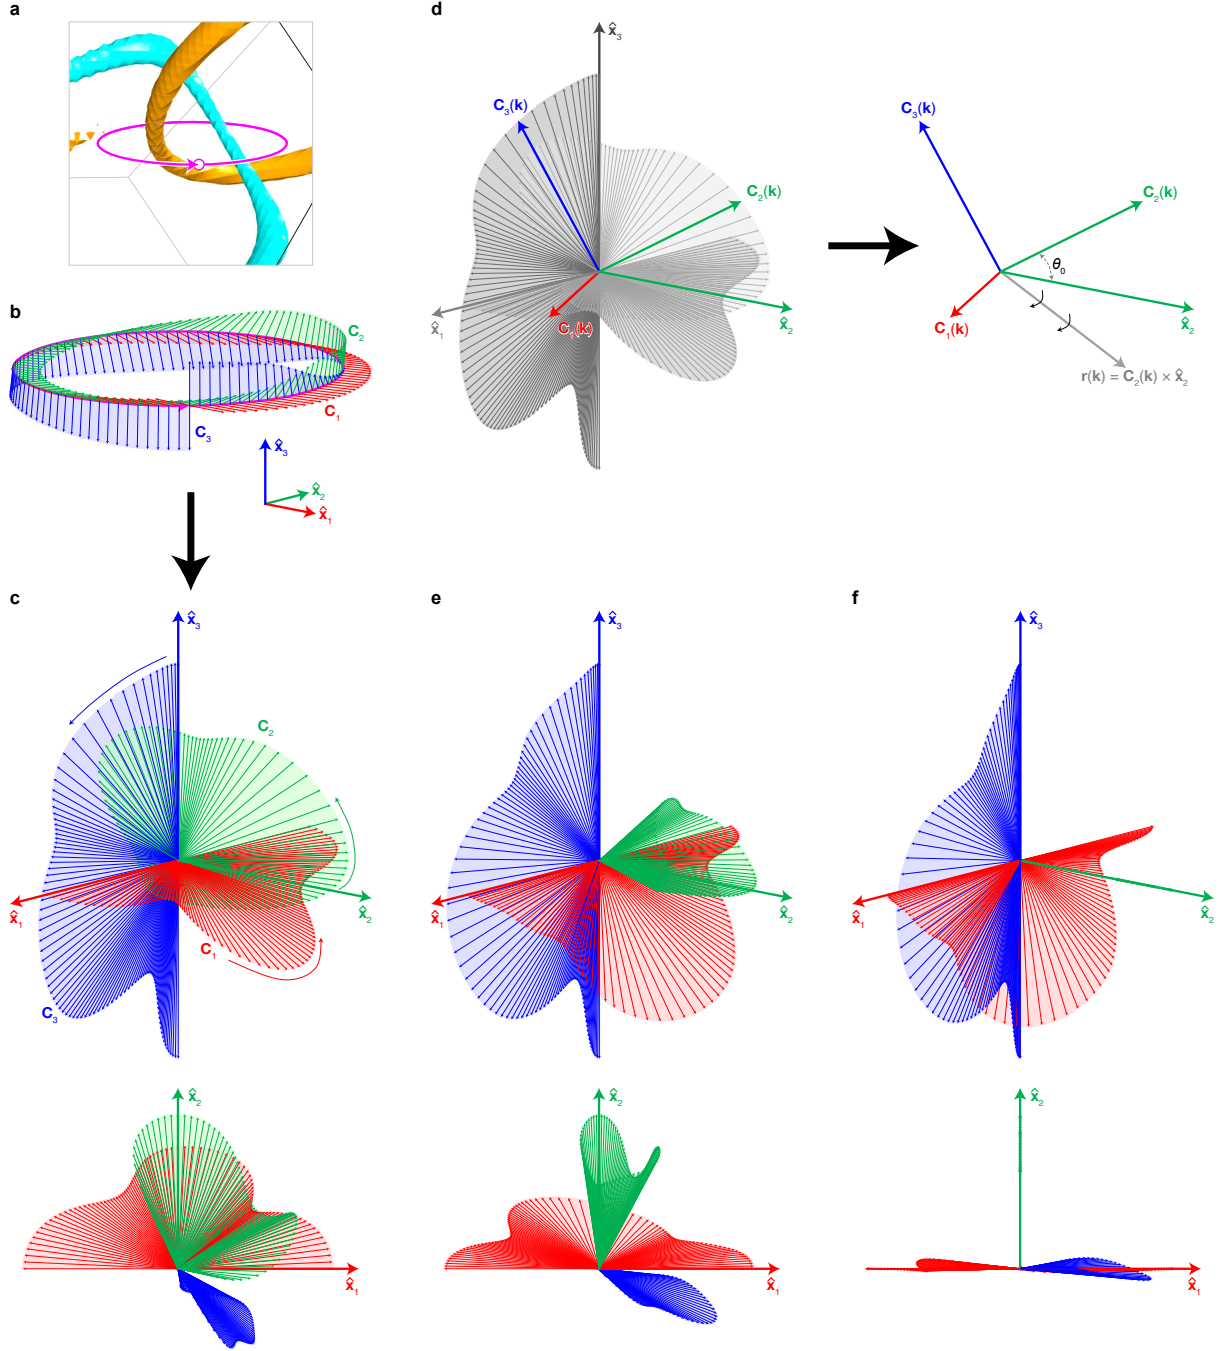 a
b
C₂
C₁
C₃
x̂₃
x̂₂
x̂₁
c
x̂₃
C₂
x̂₁
x̂₂
C₁
C₃
x̂₂
x̂₁
d
x̂₃
C₃(k)
C₂(k)
x̂₁
C₁(k)
x̂₂
C₃(k)
C₂(k)
θ₀
C₁(k)
x̂₂
r(k) = C₂(k) × x̂₂
e
x̂₃
x̂₁
x̂₂
x̂₂
x̂₁
f
x̂₃
x̂₁
x̂₂
x̂₂
x̂₁